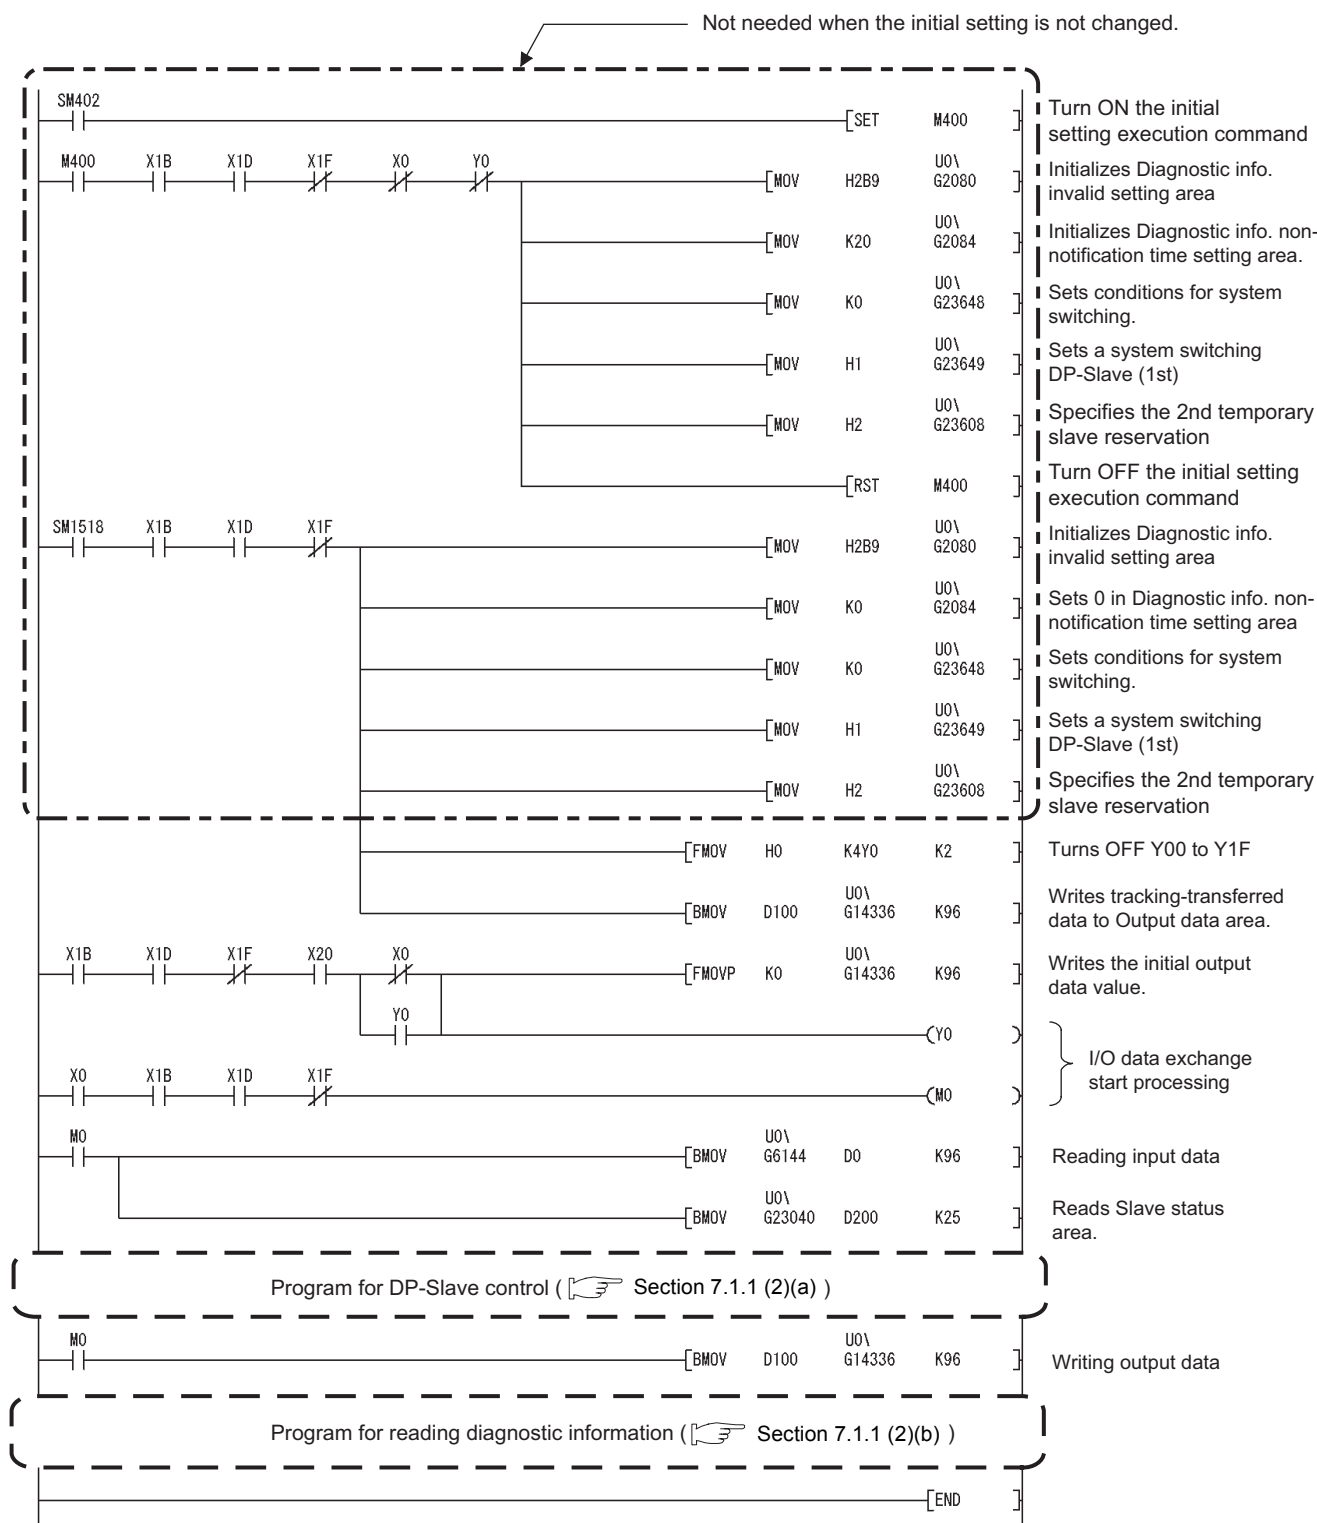 Not needed when the initial setting is not changed.
SM402
SET M400
Turn ON the initial
setting execution command
M400 X1B X1D X1F X0 Y0
U0\
MOV H2B9 G2080
Initializes Diagnostic info.
invalid setting area
U0\
MOV K20 G2084
Initializes Diagnostic info. non-
notification time setting area.
U0\
MOV K0 G23648
Sets conditions for system
switching.
U0\
MOV H1 G23649
Sets a system switching
DP-Slave (1st)
U0\
MOV H2 G23608
Specifies the 2nd temporary
slave reservation
RST M400
Turn OFF the initial setting
execution command
SM1518 X1B X1D X1F
U0\
MOV H2B9 G2080
Initializes Diagnostic info.
invalid setting area
U0\
MOV K0 G2084
Sets 0 in Diagnostic info. non-
notification time setting area
U0\
MOV K0 G23648
Sets conditions for system
switching.
U0\
MOV H1 G23649
Sets a system switching
DP-Slave (1st)
U0\
MOV H2 G23608
Specifies the 2nd temporary
slave reservation
FMOV H0 K4Y0 K2
Turns OFF Y00 to Y1F
U0\
BMOV D100 G14336 K96
Writes tracking-transferred
data to Output data area.
X1B X1D X1F X20 X0
U0\
FMOVP K0 G14336 K96
Writes the initial output
data value.
Y0
Y0
I/O data exchange
start processing
X0 X1B X1D X1F
M0
M0
U0\
BMOV G6144 D0 K96
Reading input data
U0\
BMOV G23040 D200 K25
Reads Slave status
area.
Program for DP-Slave control ( Section 7.1.1 (2)(a) )
M0
U0\
BMOV D100 G14336 K96
Writing output data
Program for reading diagnostic information ( Section 7.1.1 (2)(b) )
END